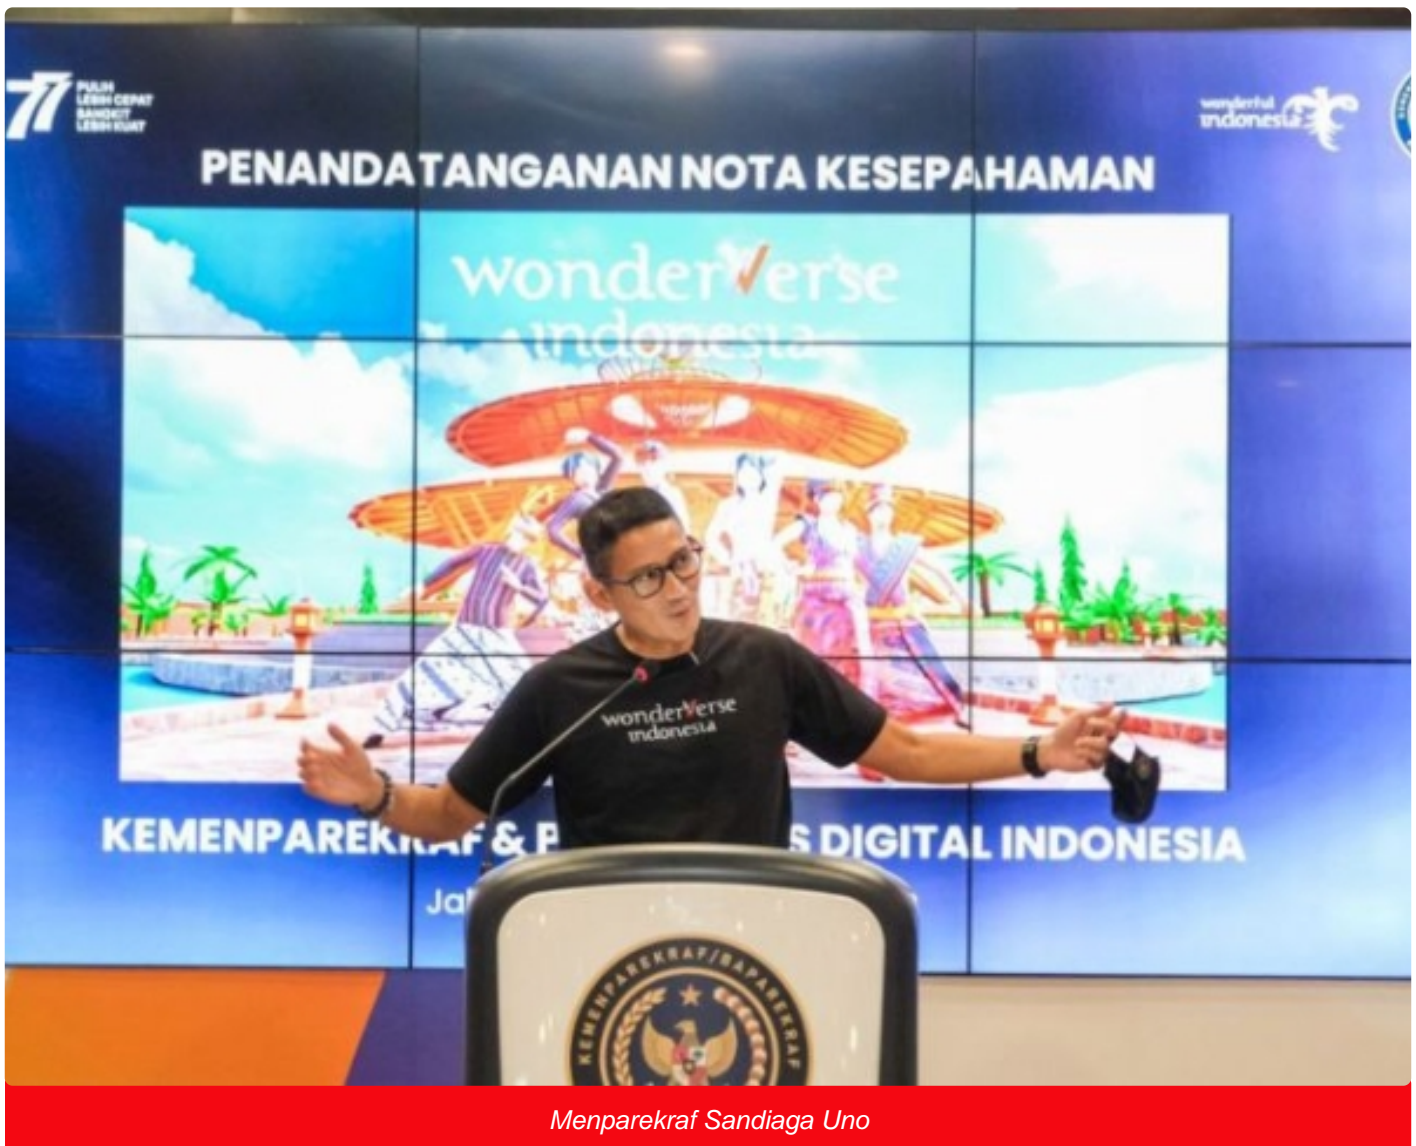 77
PULIH
LEBIH CEPAT
BANGKIT
LEBIH KUAT
wonderful
indonesia
PENANDATANGANAN NOTA KESEPAHAMAN
wonderVerse
indonesia
wonderVerse
indonesia
KEMENPAREKRAF & P S DIGITAL INDONESIA
KEMENPAREKRAF/BAPAREKRAF
Menparekraf Sandiaga Uno